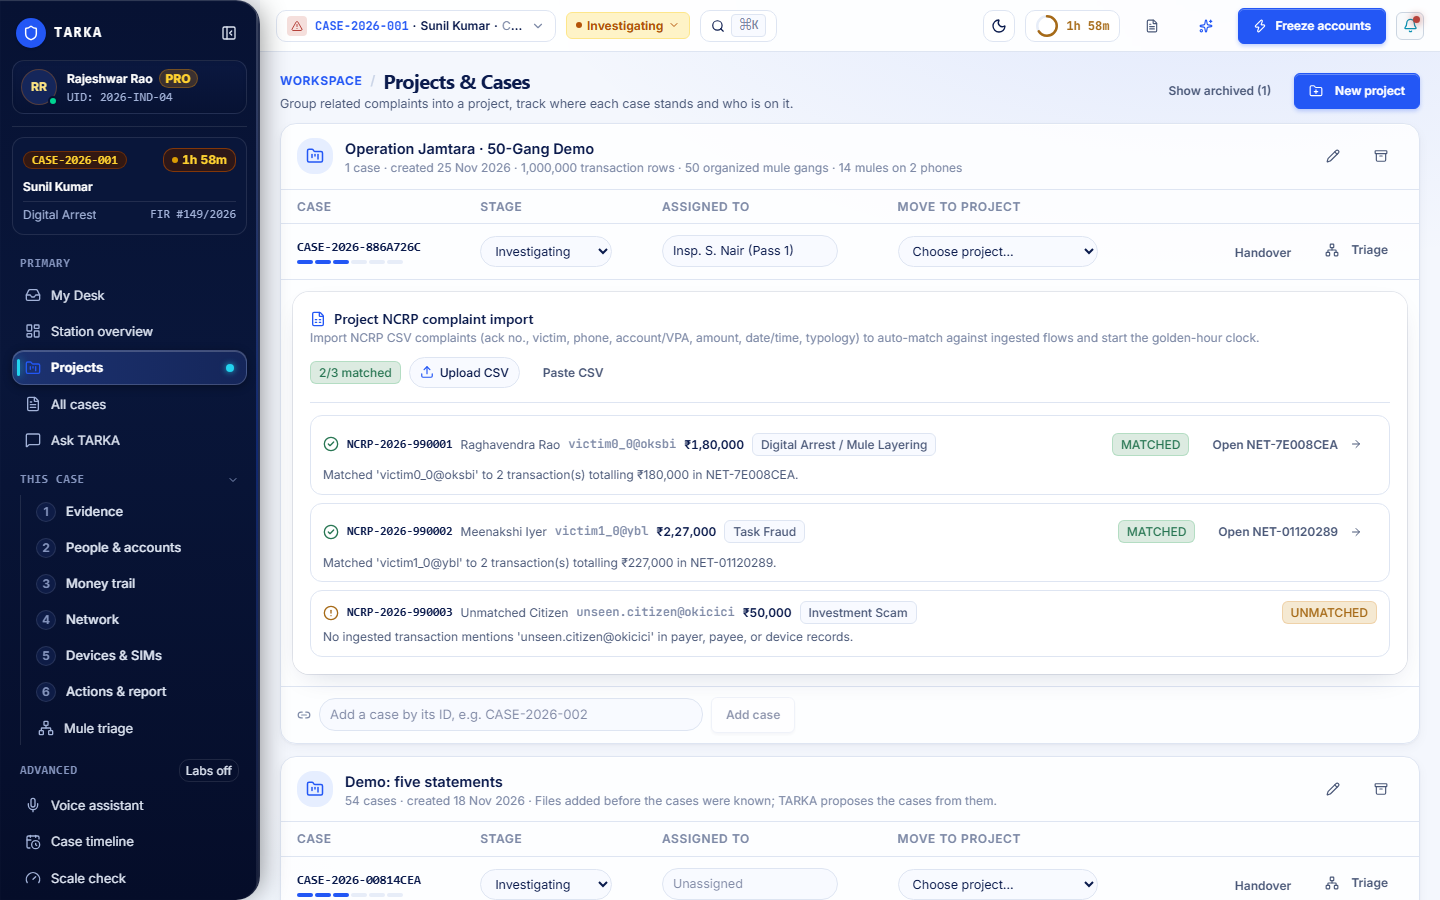 TARKA
Rajeshwar Rao PRO
UID: 2026-IND-04
CASE-2026-001 1h 58m
Sunil Kumar
Digital Arrest FIR #149/2026
PRIMARY
My Desk
Station overview
Projects
All cases
Ask TARKA
THIS CASE
1 Evidence
2 People & accounts
3 Money trail
4 Network
5 Devices & SIMs
6 Actions & report
Mule triage
ADVANCED Labs off
Voice assistant
Case timeline
Scale check
CASE-2026-001 · Sunil Kumar · C... Investigating ⌘K 1h 58m Freeze accounts
WORKSPACE / Projects & Cases
Group related complaints into a project, track where each case stands and who is on it.
Show archived (1) New project
Operation Jamtara · 50-Gang Demo
1 case · created 25 Nov 2026 · 1,000,000 transaction rows · 50 organized mule gangs · 14 mules on 2 phones
CASE STAGE ASSIGNED TO MOVE TO PROJECT
CASE-2026-886A726C Investigating Insp. S. Nair (Pass 1) Choose project... Handover Triage
Project NCRP complaint import
Import NCRP CSV complaints (ack no., victim, phone, account/VPA, amount, date/time, typology) to auto-match against ingested flows and start the golden-hour clock.
2/3 matched Upload CSV Paste CSV
NCRP-2026-990001 Raghavendra Rao victim0_0@oksbi ₹1,80,000 Digital Arrest / Mule Layering MATCHED Open NET-7E008CEA →
Matched 'victim0_0@oksbi' to 2 transaction(s) totalling ₹180,000 in NET-7E008CEA.
NCRP-2026-990002 Meenakshi Iyer victim1_0@ybl ₹2,27,000 Task Fraud MATCHED Open NET-01120289 →
Matched 'victim1_0@ybl' to 2 transaction(s) totalling ₹227,000 in NET-01120289.
NCRP-2026-990003 Unmatched Citizen unseen.citizen@okicici ₹50,000 Investment Scam UNMATCHED
No ingested transaction mentions 'unseen.citizen@okicici' in payer, payee, or device records.
Add a case by its ID, e.g. CASE-2026-002 Add case
Demo: five statements
54 cases · created 18 Nov 2026 · Files added before the cases were known; TARKA proposes the cases from them.
CASE STAGE ASSIGNED TO MOVE TO PROJECT
CASE-2026-00814CEA Investigating Unassigned Choose project... Handover Triage